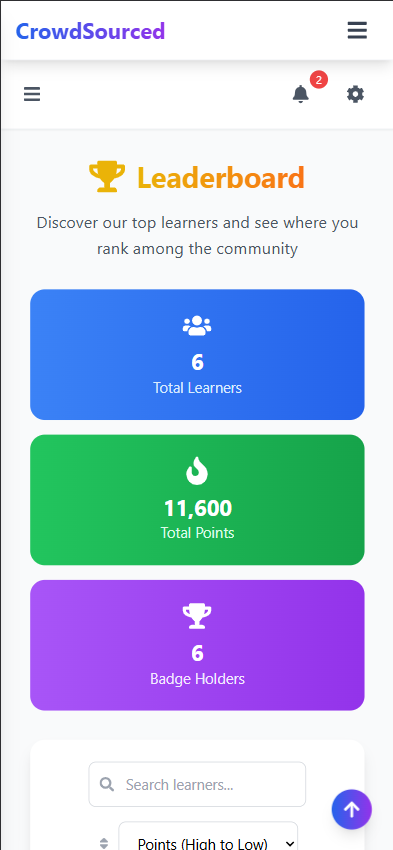 CrowdSourced
2
Leaderboard
Discover our top learners and see where you
rank among the community
6
Total Learners
11,600
Total Points
6
Badge Holders
Search learners...
Points (High to Low)